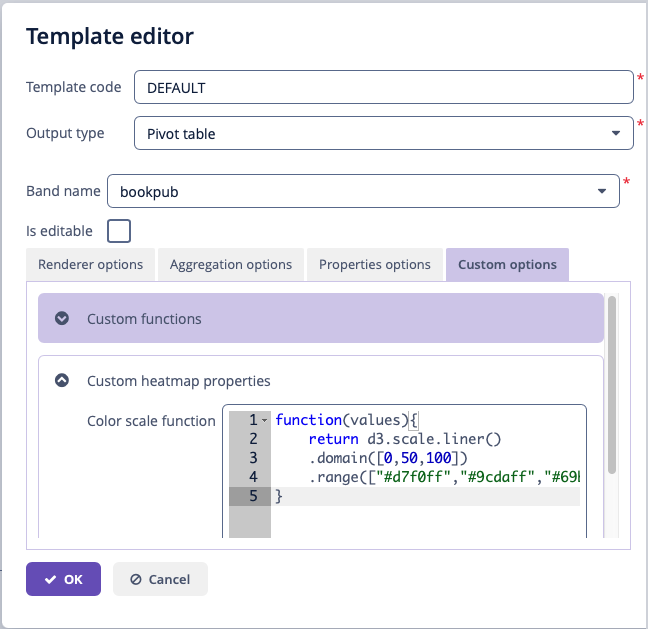 Template editor
Template code DEFAULT *
Output type Pivot table *
Band name bookpub *
Is editable
Renderer options Aggregation options Properties options Custom options
Custom functions
Custom heatmap properties
Color scale function
1 function(values){
2 return d3.scale.liner()
3 .domain([0,50,100])
4 .range(["#d7f0ff","#9cdaff","#69
5 }
OK Cancel